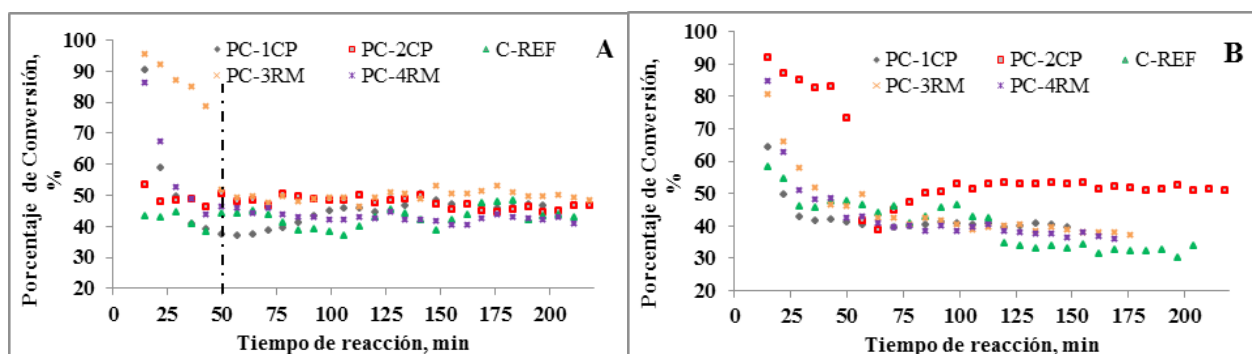 A
PC-1CP PC-2CP C-REF
PC-3RM PC-4RM
Porcentaje de Conversión,
%
100
90
80
70
60
50
40
30
20
0 25 50 75 100 125 150 175 200
Tiempo de reacción, min
B
PC-1CP PC-2CP C-REF
PC-3RM PC-4RM
Porcentaje de Conversión,
%
100
90
80
70
60
50
40
30
20
0 25 50 75 100 125 150 175 200
Tiempo de reacción, min